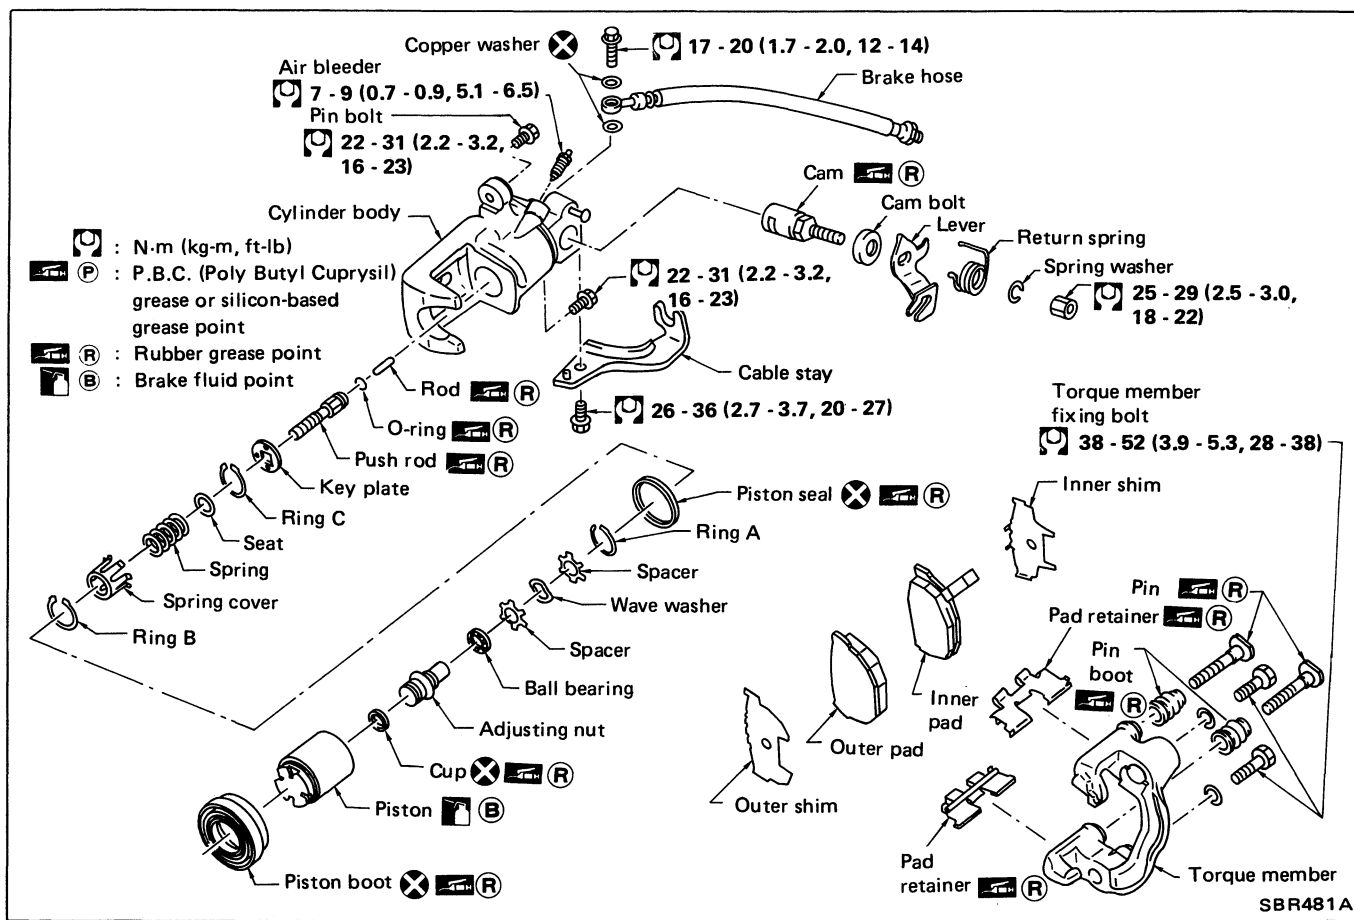 Copper washer
17 - 20 (1.7 - 2.0, 12 - 14)
Air bleeder
7 - 9 (0.7 - 0.9, 5.1 - 6.5)
Brake hose
Pin bolt
22 - 31 (2.2 - 3.2,
16 - 23)
Cam R
Cylinder body
Cam bolt
Lever
Return spring
Spring washer
25 - 29 (2.5 - 3.0,
18 - 22)
: N·m (kg-m, ft-lb)
P : P.B.C. (Poly Butyl Cuprysil)
grease or silicon-based
grease point
R : Rubber grease point
B : Brake fluid point
22 - 31 (2.2 - 3.2,
16 - 23)
Cable stay
26 - 36 (2.7 - 3.7, 20 - 27)
Rod R
O-ring R
Push rod R
Key plate
Ring C
Seat
Spring
Spring cover
Ring B
Torque member
fixing bolt
38 - 52 (3.9 - 5.3, 28 - 38)
Piston seal R
Ring A
Spacer
Wave washer
Spacer
Ball bearing
Adjusting nut
Cup R
Piston B
Piston boot R
Inner shim
Inner
pad
Outer pad
Outer shim
Pin R
Pad retainer R
Pin
boot
R
Pad
retainer R
Torque member
SBR481A